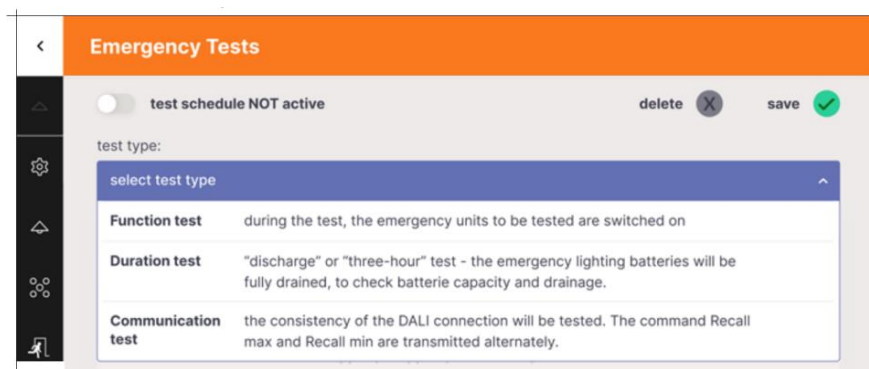 Emergency Tests
test schedule NOT active
delete X
save
test type:
select test type
Function test during the test, the emergency units to be tested are switched on
Duration test "discharge" or "three-hour" test - the emergency lighting batteries will be
fully drained, to check batterie capacity and drainage.
Communication the consistency of the DALI connection will be tested. The command Recall
test max and Recall min are transmitted alternately.